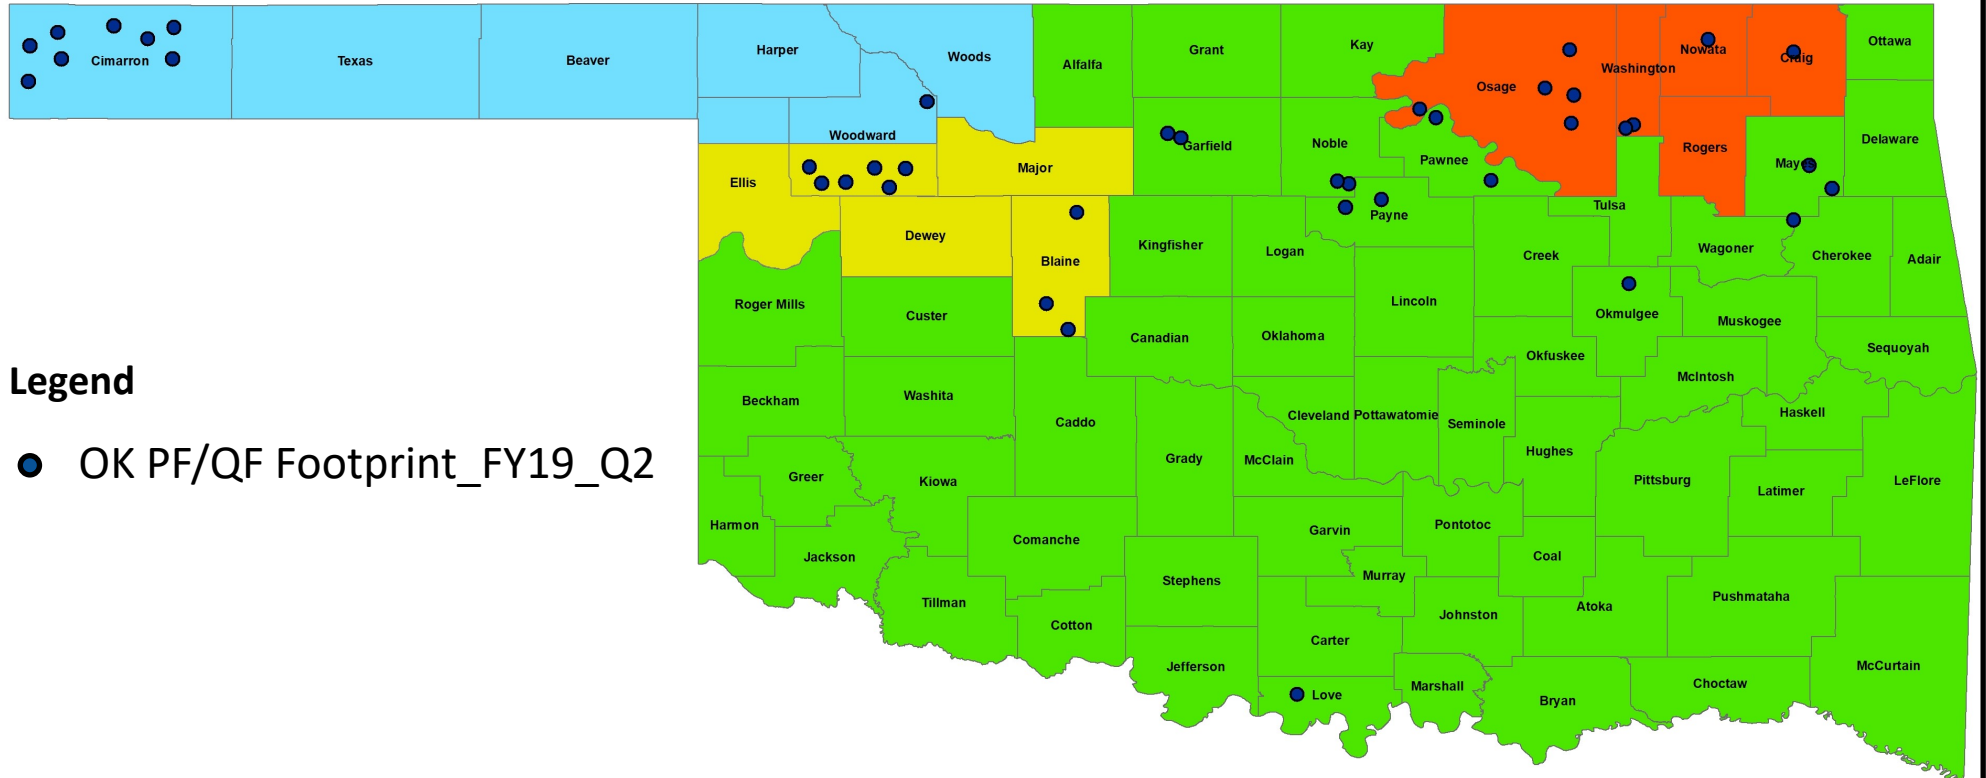 Cimarron
Texas
Beaver
Harper
Woods
Alfalfa
Grant
Kay
Osage
Washington
Nowata
Craig
Ottawa
Woodward
Ellis
Major
Garfield
Noble
Pawnee
Rogers
Mayes
Delaware
Dewey
Blaine
Kingfisher
Logan
Payne
Creek
Tulsa
Wagoner
Cherokee
Adair
Roger Mills
Custer
Canadian
Oklahoma
Lincoln
Okmulgee
Okfuskee
Muskogee
Sequoyah
McIntosh
Legend
OK PF/QF Footprint_FY19_Q2
Beckham
Washita
Caddo
Grady
McClain
Cleveland
Pottawatomie
Seminole
Hughes
Haskell
Pittsburg
Latimer
LeFlore
Greer
Kiowa
Harmon
Jackson
Comanche
Garvin
Pontotoc
Coal
Murray
Stephens
Tillman
Cotton
Carter
Johnston
Atoka
Pushmataha
Jefferson
Love
Marshall
Bryan
Choctaw
McCurtain